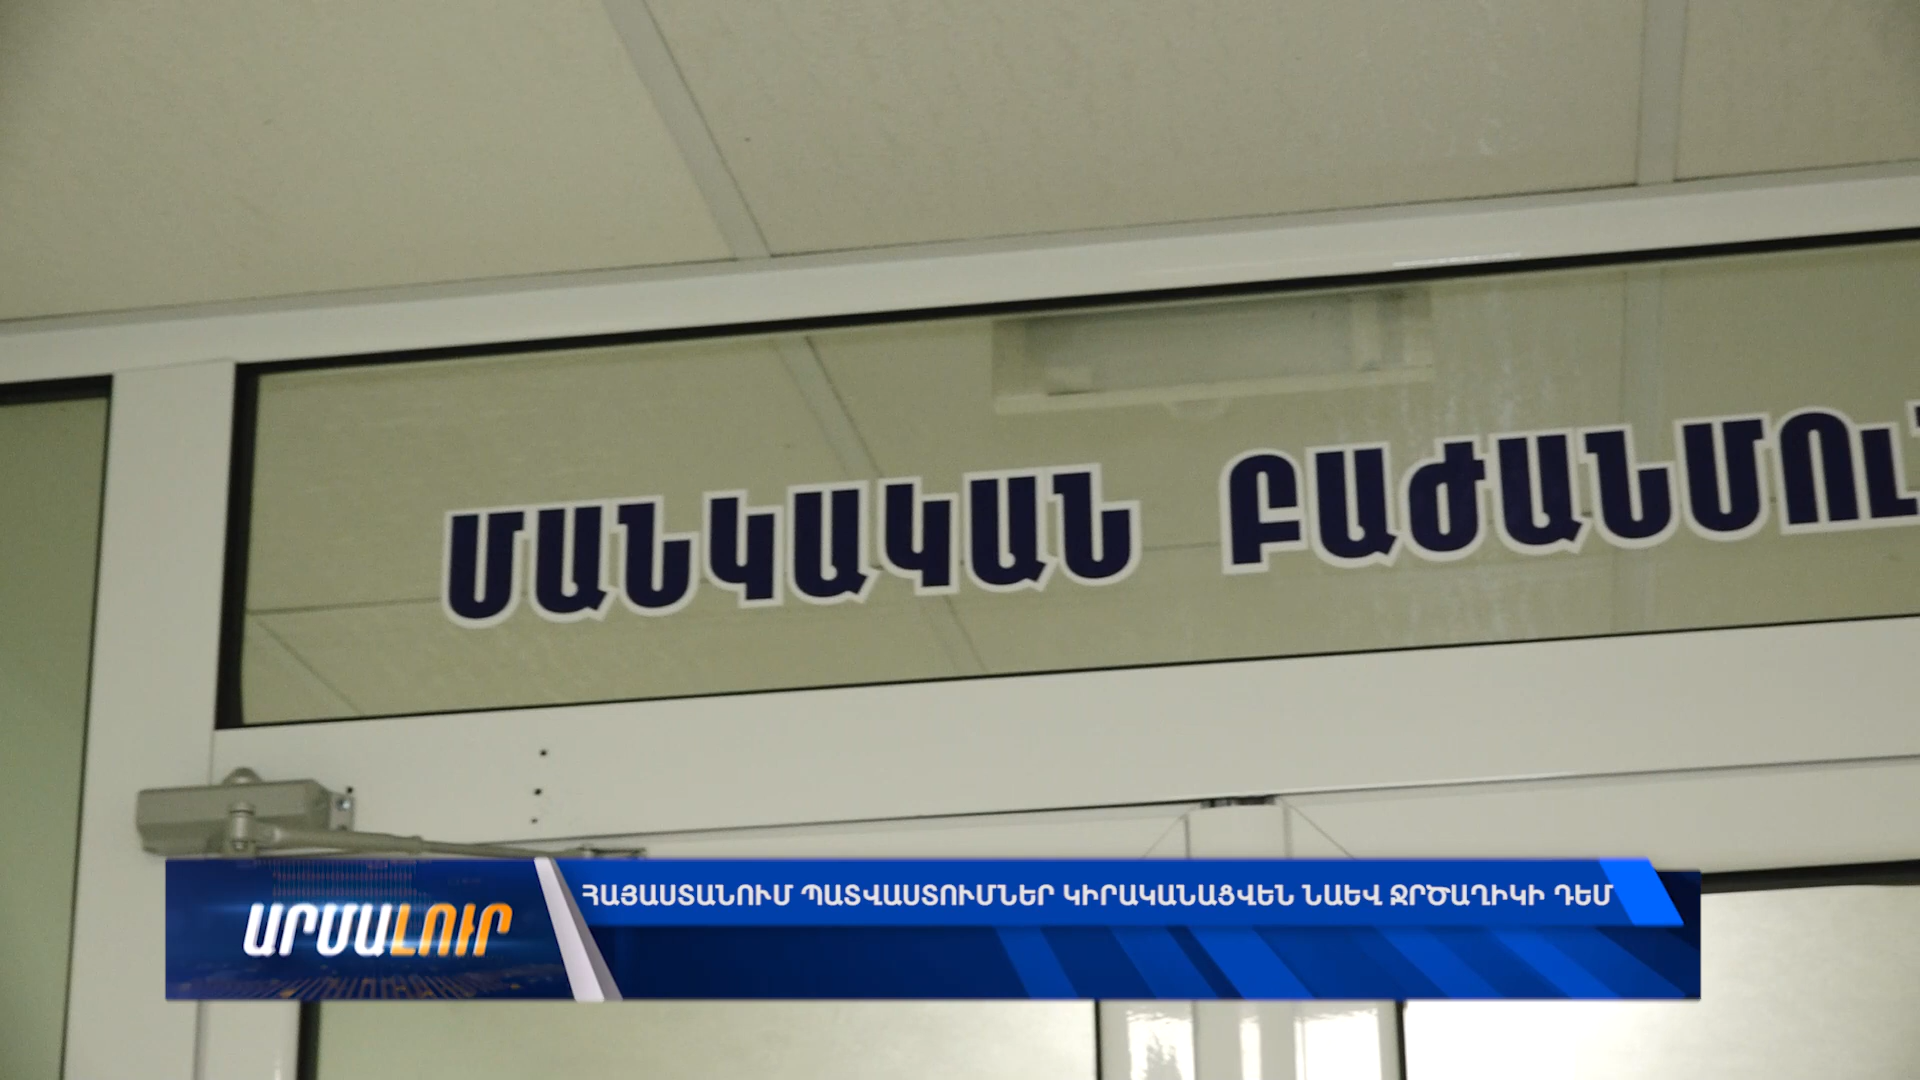 ՄԱՆԿԱԿԱՆ ԲԱԺԱՆՄՈւ
ՀԱՅԱՍՏԱՆՈՒՄ ՊԱՏՎԱՍՏՈՒՄՆԵՐ ԿԻՐԱԿԱՆԱՑՎԵՆ ՆԱԵՎ ՋՐԾԱՂԻԿԻ ԴԵՄ
ԱՐՄԱԼՈՒՐ